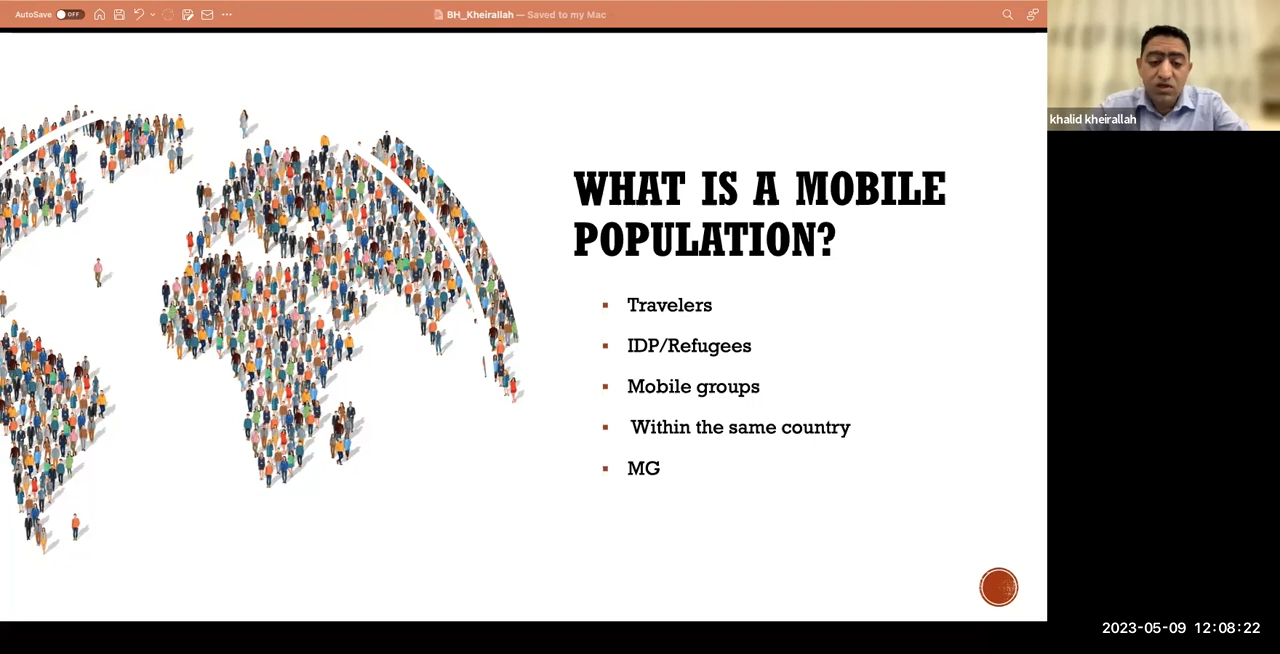 AutoSave OFF
BH_Kheirallah — Saved to my Mac
khalid kheirallah
WHAT IS A MOBILE
POPULATION?
Travelers
IDP/Refugees
Mobile groups
Within the same country
MG
2023-05-09 12:08:22